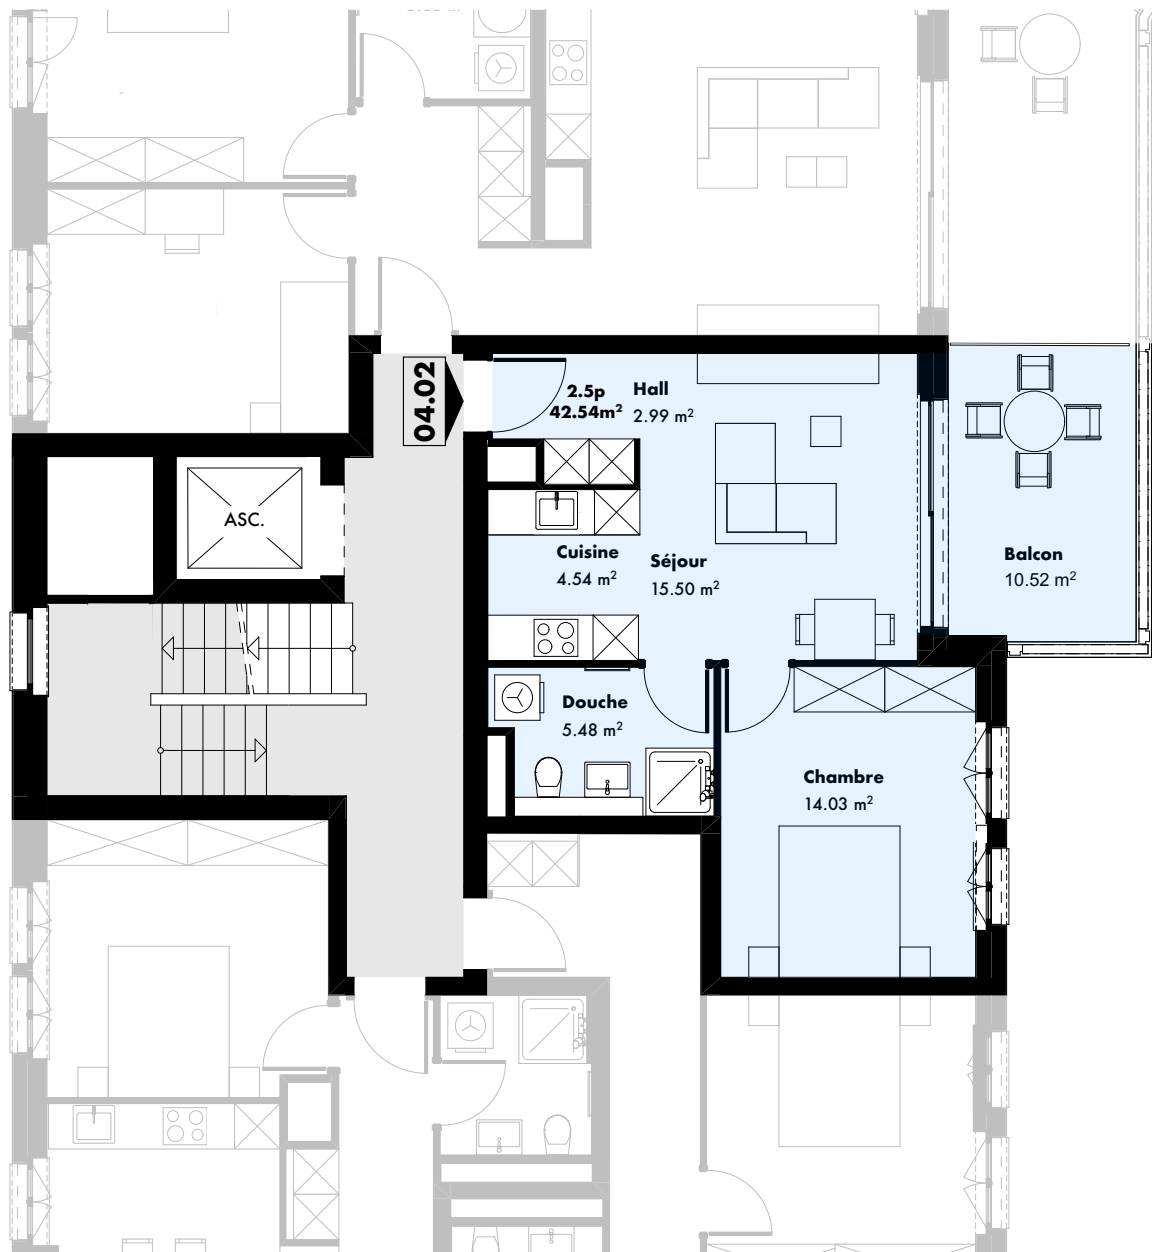 04.02
2.5p
42.54m²
Hall
2.99 m²
ASC.
Cuisine
4.54 m²
Séjour
15.50 m²
Balcon
10.52 m²
Douche
5.48 m²
Chambre
14.03 m²